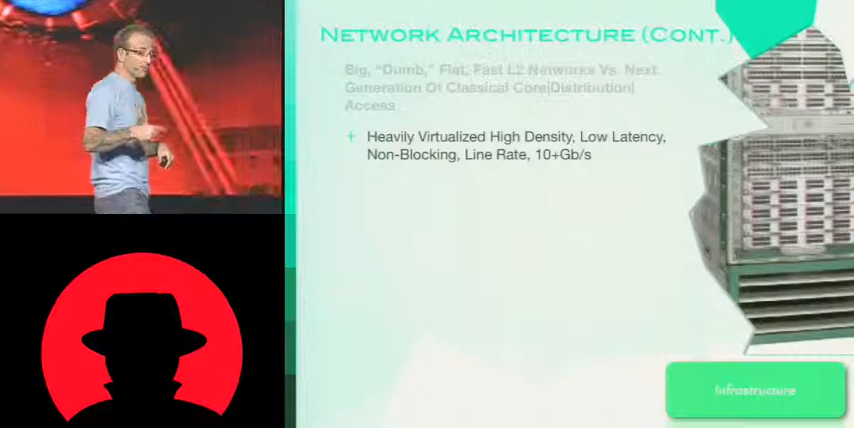 NETWORK ARCHITECTURE (CONT.)
Big, “Dumb,” Flat, Fast L2 Networks Vs. Next
Generation Of Classical Core|Distribution|
Access
+ Heavily Virtualized High Density, Low Latency,
Non-Blocking, Line Rate, 10+Gb/s
Infrastructure